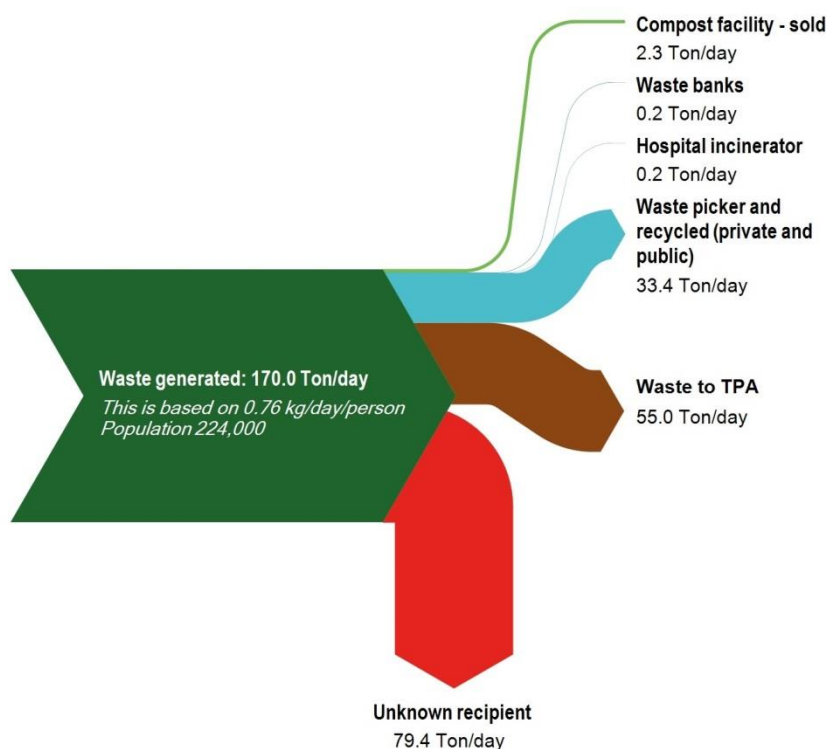 Compost facility - sold
2.3 Ton/day
Waste banks
0.2 Ton/day
Hospital incinerator
0.2 Ton/day
Waste picker and
recycled (private and
public)
33.4 Ton/day
Waste generated: 170.0 Ton/day
This is based on 0.76 kg/day/person
Population 224,000
Waste to TPA
55.0 Ton/day
Unknown recipient
79.4 Ton/day